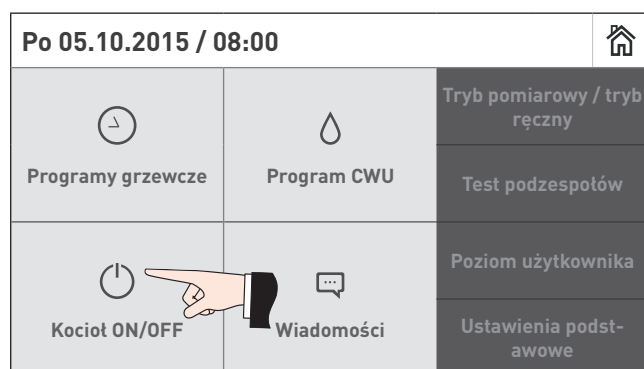 Po 05.10.2015 / 08:00
Programy grzewcze
Program CWU
Tryb pomiarowy / tryb
ręczny
Test podzespołów
Kocioł ON/OFF
Wiadomości
Poziom użytkownika
Ustawienia podst-
awowe